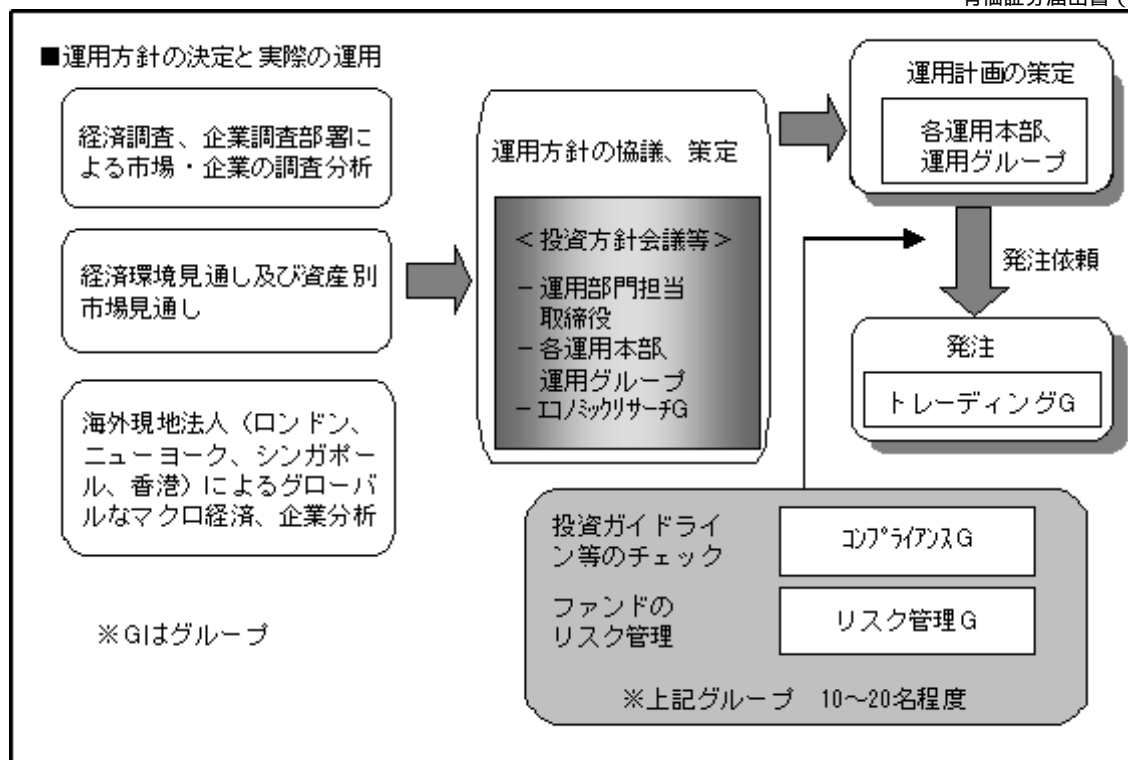 ■運用方針の決定と実際の運用
経済調査、企業調査部署に
よる市場・企業の調査分析
経済環境見通し及び資産別
市場見通し
海外現地法人（ロンドン、
ニューヨーク、シンガポー
ル、香港）によるグローバ
ルなマクロ経済、企業分析
※Gはグループ
運用方針の協議、策定
＜投資方針会議等＞
－運用部門担当
取締役
－各運用本部、
運用グループ
－ｴｺﾉﾐｯｸﾘｻｰﾁG
運用計画の策定
各運用本部、
運用グループ
発注依頼
発注
トレーディングG
投資ガイドライ
ン等のチェック
ｺﾝﾌﾟﾗｲｱﾝｽG
ファンドの
リスク管理
リスク管理G
※上記グループ　10～20名程度